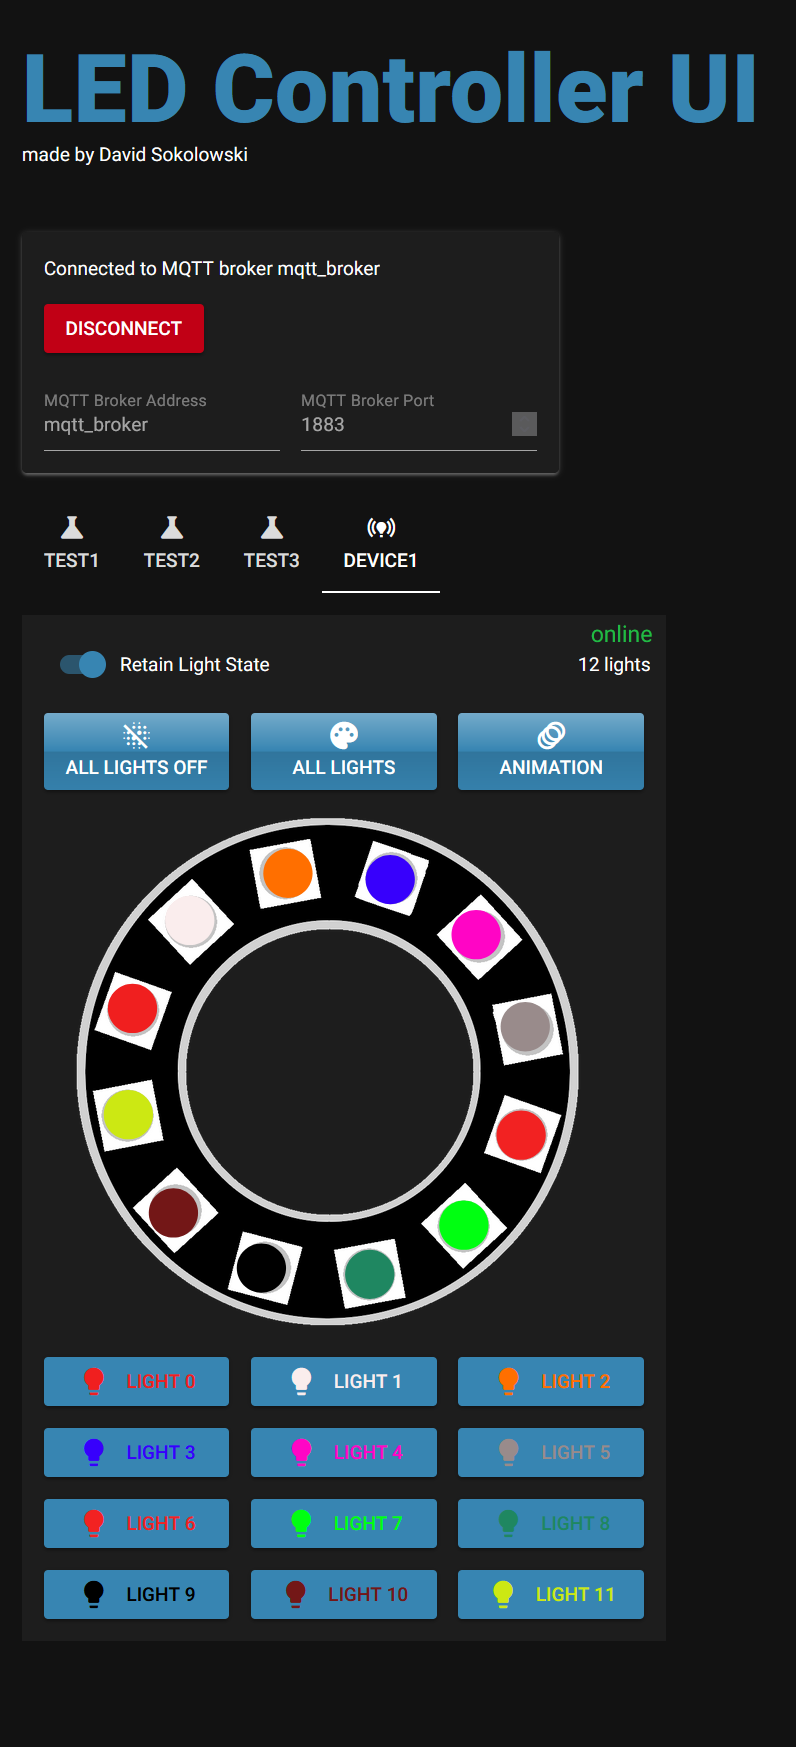 LED Controller UI
made by David Sokolowski
Connected to MQTT broker mqtt_broker
DISCONNECT
MQTT Broker Address
mqtt_broker
MQTT Broker Port
1883
TEST1
TEST2
TEST3
DEVICE1
online
Retain Light State
12 lights
ALL LIGHTS OFF
ALL LIGHTS
ANIMATION
LIGHT 0
LIGHT 1
LIGHT 2
LIGHT 3
LIGHT 4
LIGHT 5
LIGHT 6
LIGHT 7
LIGHT 8
LIGHT 9
LIGHT 10
LIGHT 11